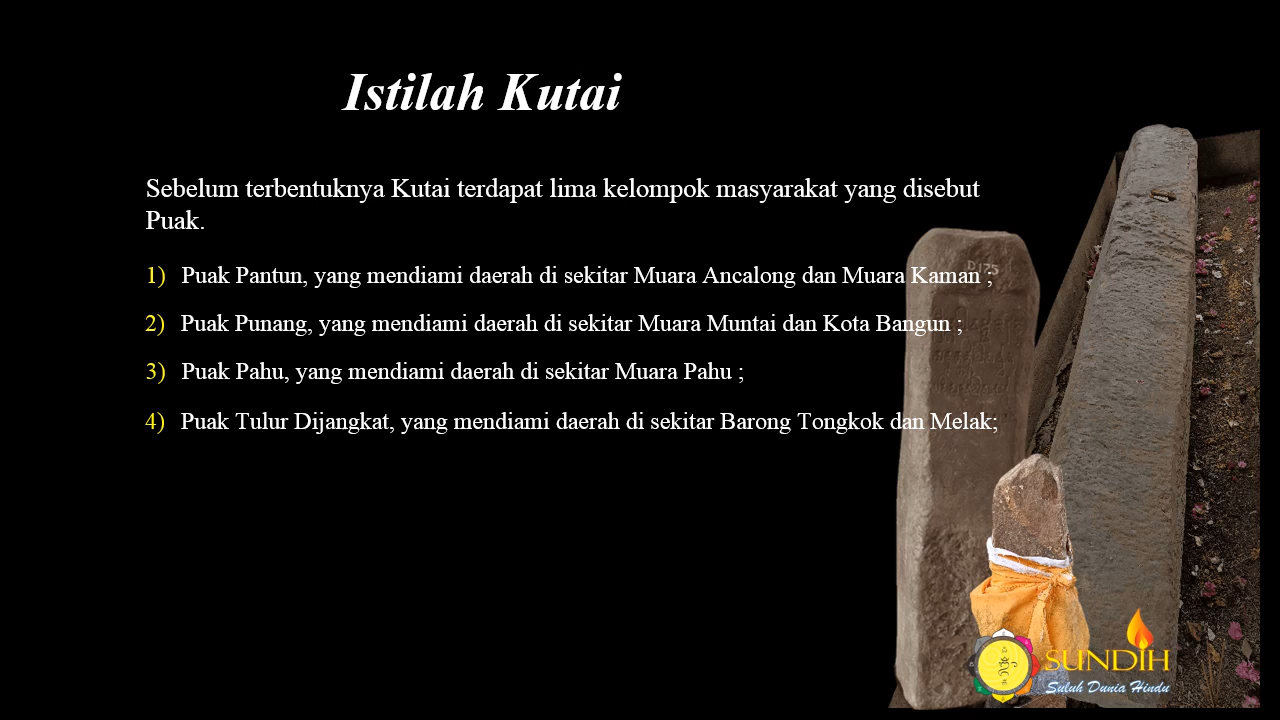 Istilah Kutai
Sebelum terbentuknya Kutai terdapat lima kelompok masyarakat yang disebut
Puak.
1) Puak Pantun, yang mendiami daerah di sekitar Muara Ancalong dan Muara Kaman ;
2) Puak Punang, yang mendiami daerah di sekitar Muara Muntai dan Kota Bangun ;
3) Puak Pahu, yang mendiami daerah di sekitar Muara Pahu ;
4) Puak Tulur Dijangkat, yang mendiami daerah di sekitar Barong Tongkok dan Melak;
SUNDIH
Suluh Dunia Hindu